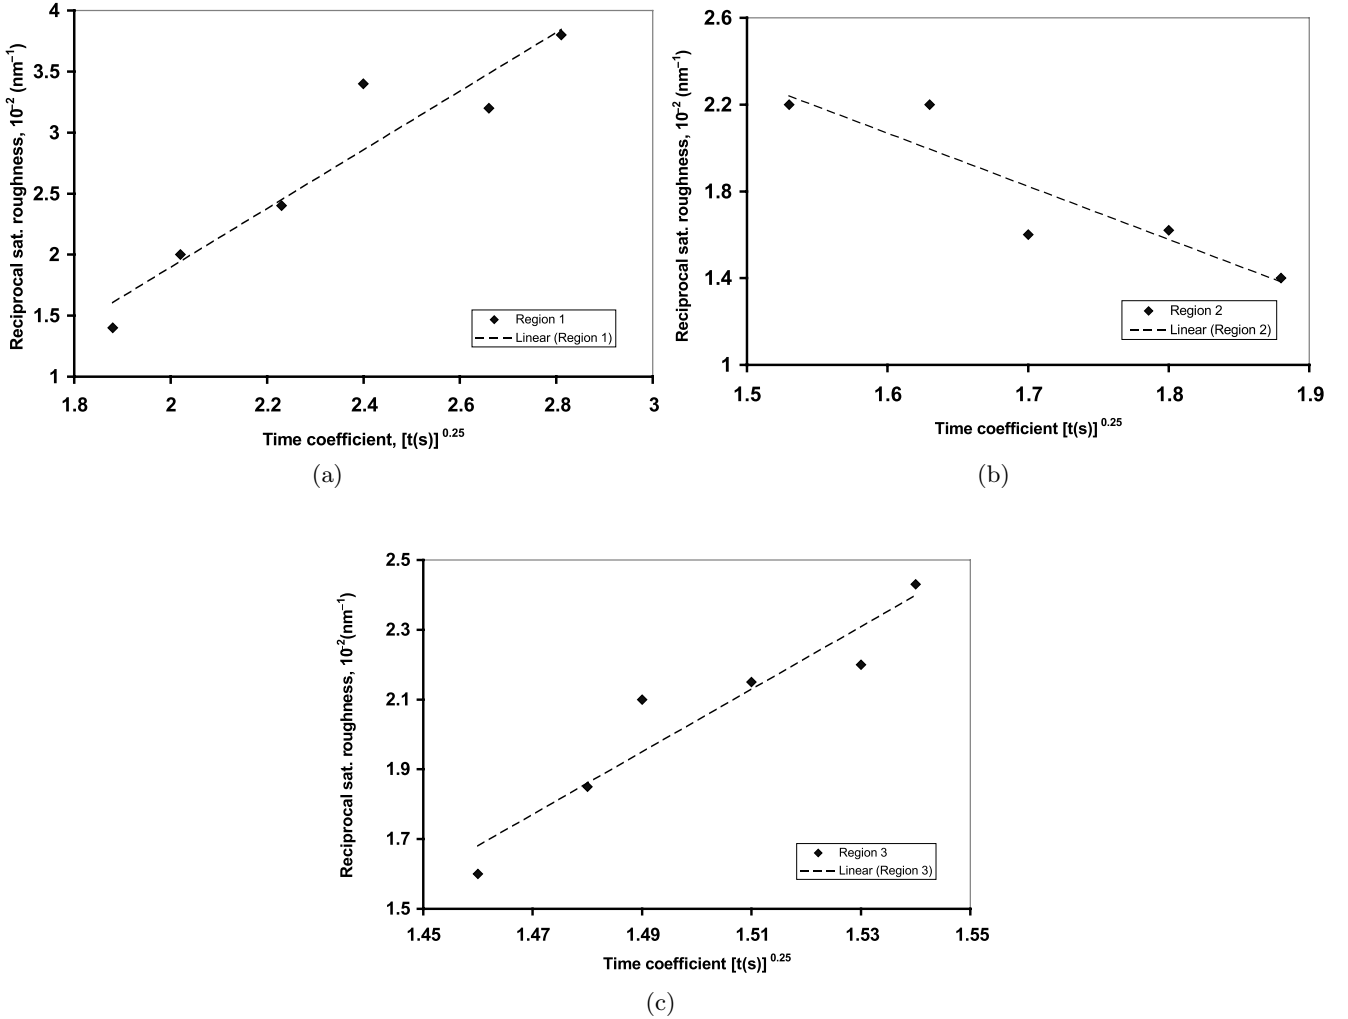 4
3.5
3
2.5
2
1.5
1
Reciprocal sat. roughness, 10⁻² (nm⁻¹)
Region 1
Linear (Region 1)
1.8 2 2.2 2.4 2.6 2.8 3
Time coefficient, [t(s)] 0.25
(a)
2.6
2.2
1.8
1.4
1
Reciprocal sat. roughness, 10⁻² (nm⁻¹)
Region 2
Linear (Region 2)
1.5 1.6 1.7 1.8 1.9
Time coefficient [t(s)] 0.25
(b)
2.5
2.3
2.1
1.9
1.7
1.5
Reciprocal sat. roughness, 10⁻²(nm⁻¹)
Region 3
Linear (Region 3)
1.45 1.47 1.49 1.51 1.53 1.55
Time coefficient [t(s)] 0.25
(c)